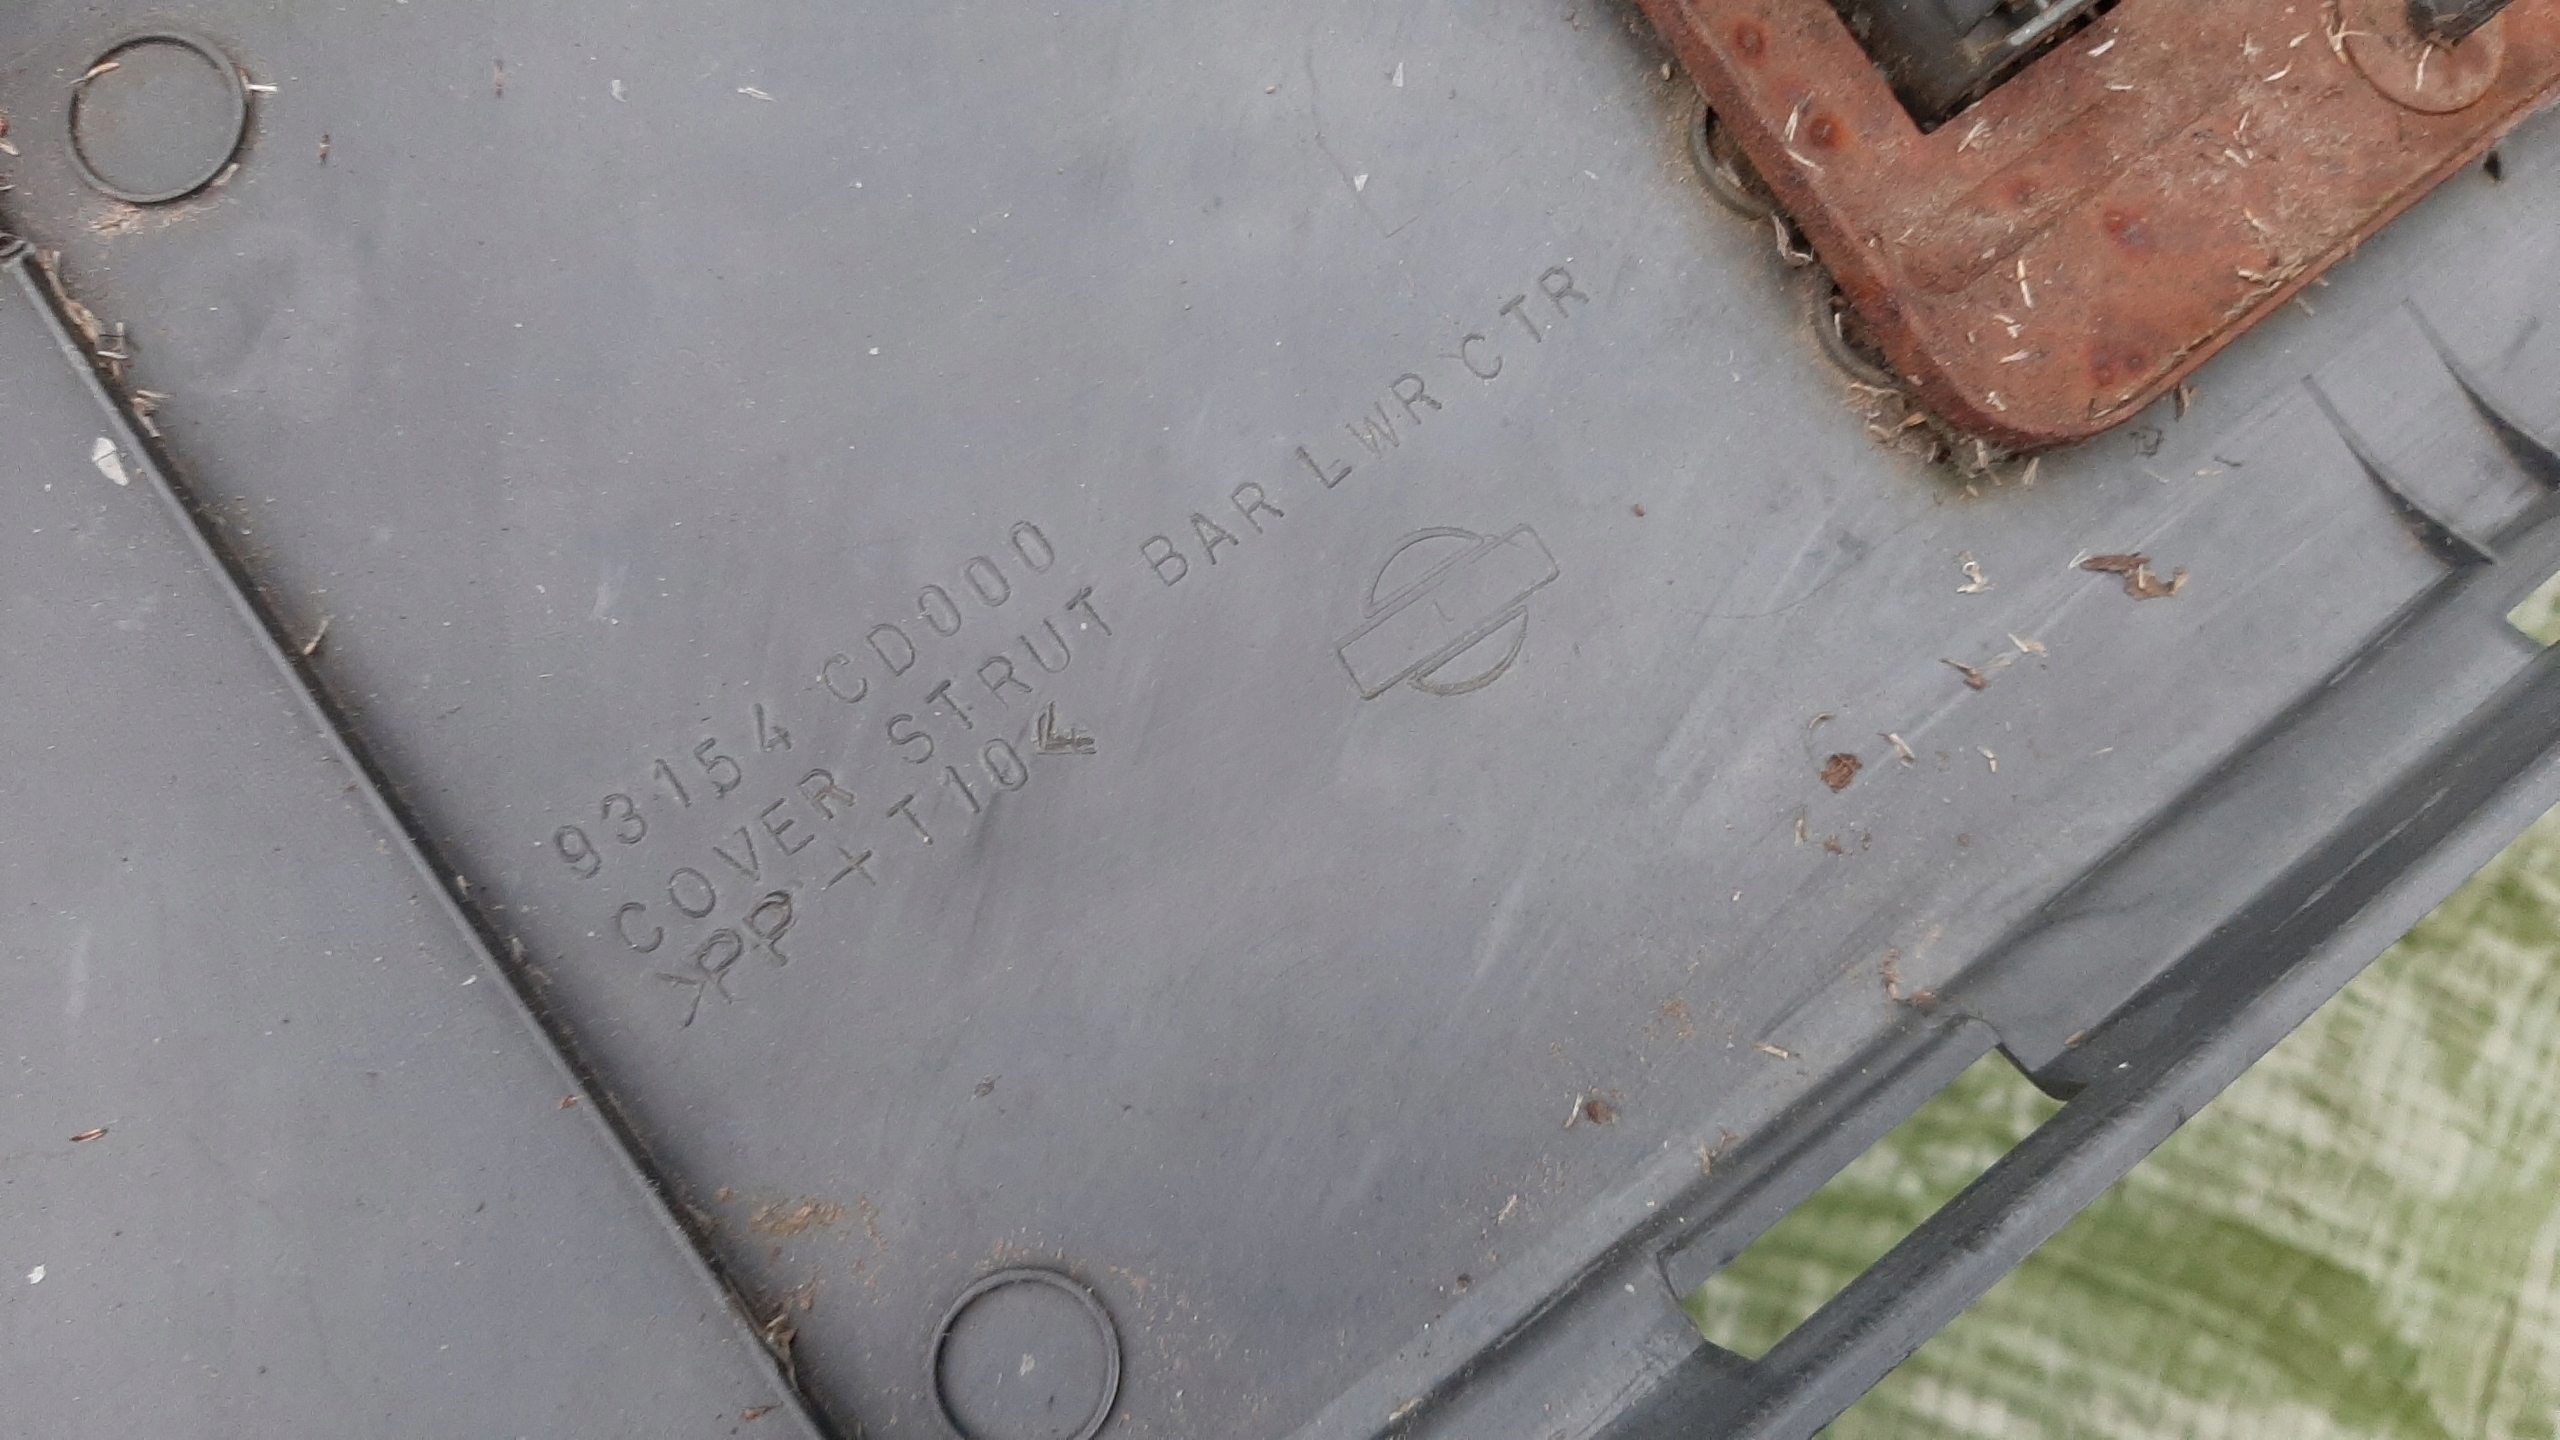 93154 CD000
COVER STRUT BAR LWR CTR
>PP + T10<